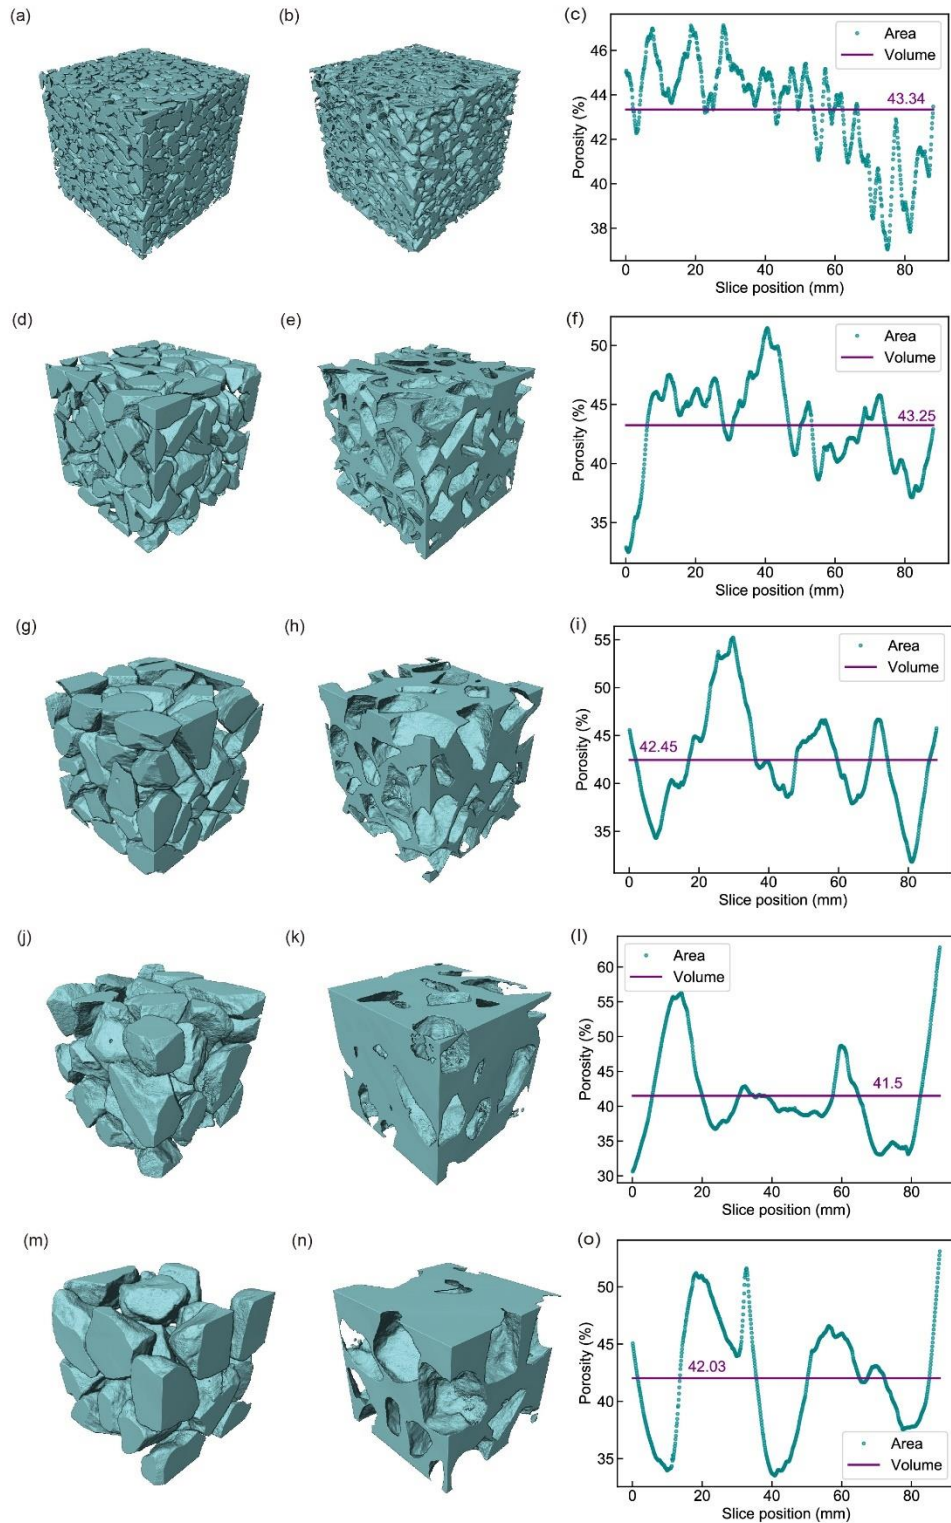 (a)
(b)
(c)
Porosity (%)
46
44
42
40
38
Area
Volume
43.34
0 20 40 60 80
Slice position (mm)
(d)
(e)
(f)
Porosity (%)
50
45
40
35
Area
Volume
43.25
0 20 40 60 80
Slice position (mm)
(g)
(h)
(i)
Porosity (%)
55
50
45
40
35
Area
Volume
42.45
0 20 40 60 80
Slice position (mm)
(j)
(k)
(l)
Porosity (%)
60
55
50
45
40
35
30
Area
Volume
41.5
0 20 40 60 80
Slice position (mm)
(m)
(n)
(o)
Porosity (%)
50
45
40
35
42.03
Area
Volume
0 20 40 60 80
Slice position (mm)